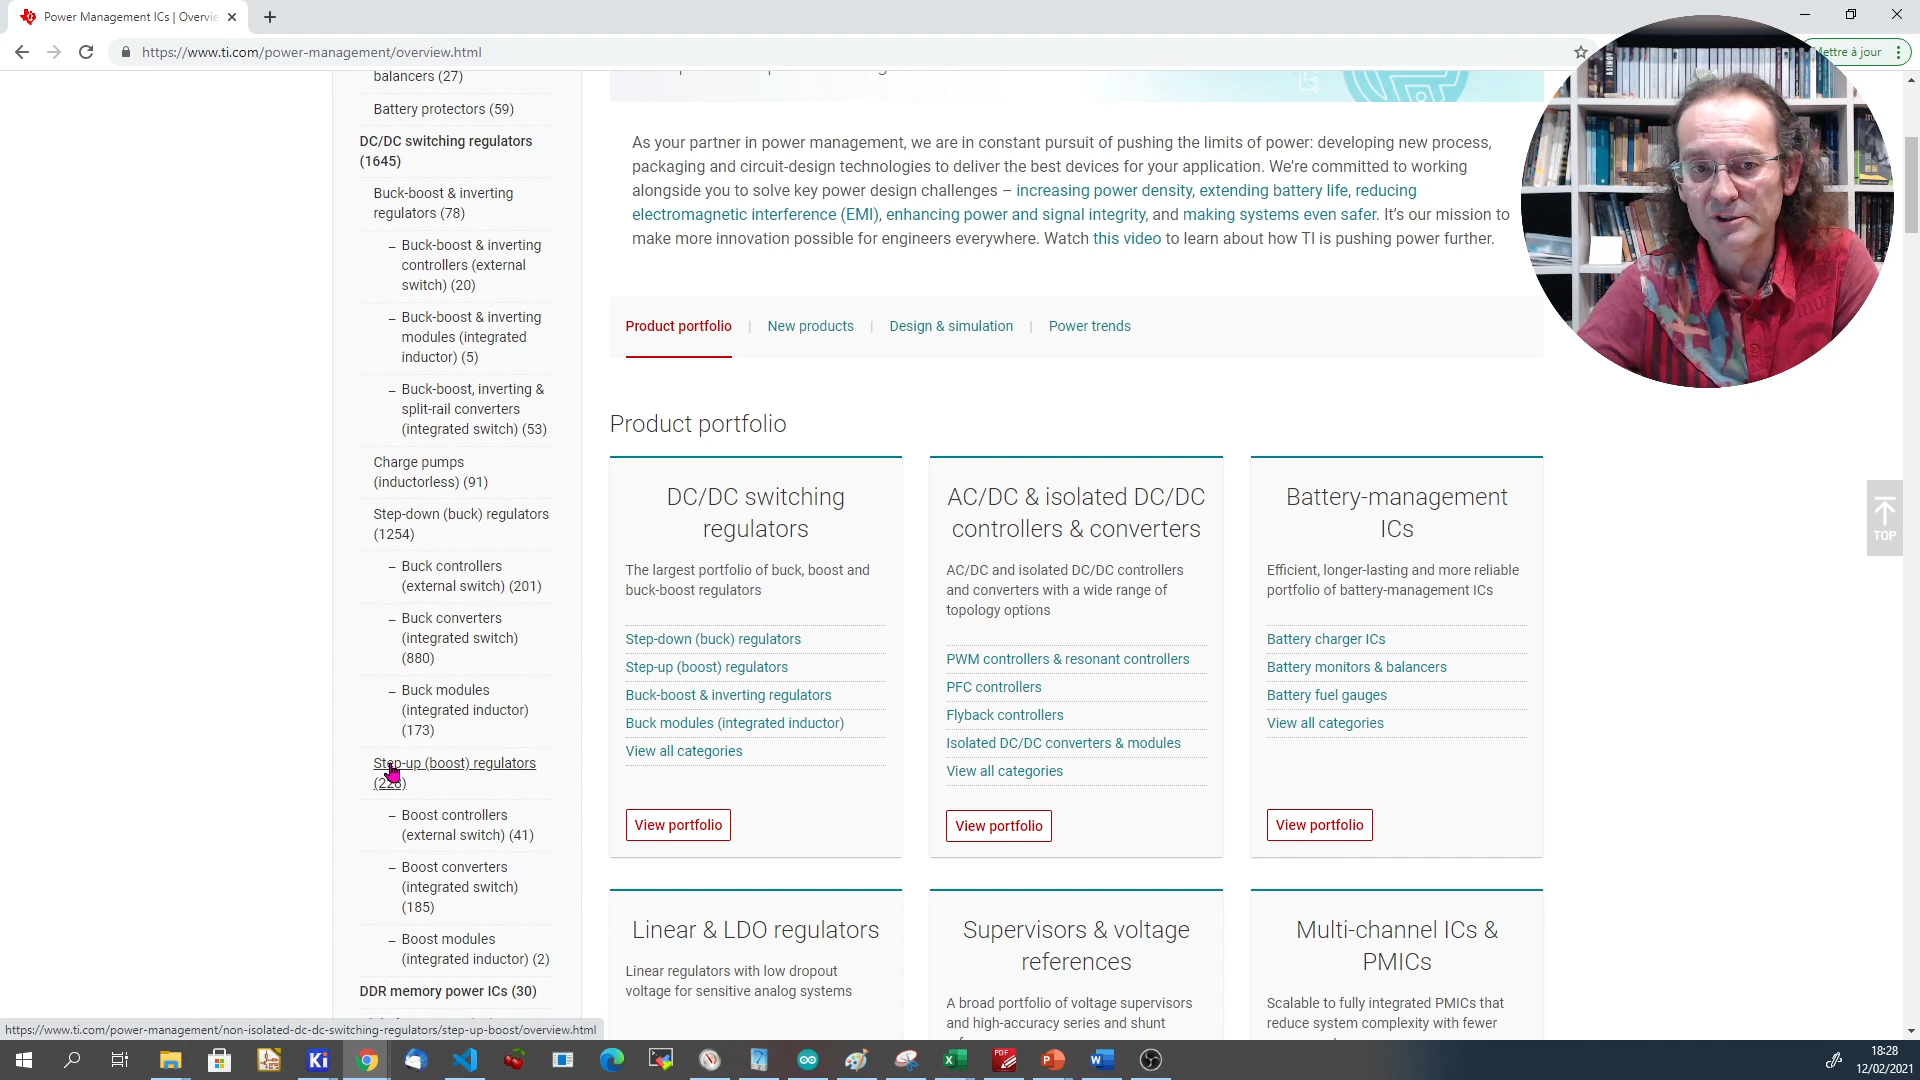 Power Management ICs | Overvie
https://www.ti.com/power-management/overview.html
Mettre à jour
balancers (27)
Battery protectors (59)
DC/DC switching regulators
(1645)
Buck-boost & inverting
regulators (78)
– Buck-boost & inverting
controllers (external
switch) (20)
– Buck-boost & inverting
modules (integrated
inductor) (5)
– Buck-boost, inverting &
split-rail converters
(integrated switch) (53)
Charge pumps
(inductorless) (91)
Step-down (buck) regulators
(1254)
– Buck controllers
(external switch) (201)
– Buck converters
(integrated switch)
(880)
– Buck modules
(integrated inductor)
(173)
Step-up (boost) regulators
(228)
– Boost controllers
(external switch) (41)
– Boost converters
(integrated switch)
(185)
– Boost modules
(integrated inductor) (2)
DDR memory power ICs (30)
As your partner in power management, we are in constant pursuit of pushing the limits of power: developing new process,
packaging and circuit-design technologies to deliver the best devices for your application. We're committed to working
alongside you to solve key power design challenges – increasing power density, extending battery life, reducing
electromagnetic interference (EMI), enhancing power and signal integrity, and making systems even safer. It's our mission to
make more innovation possible for engineers everywhere. Watch this video to learn about how TI is pushing power further.
Product portfolio | New products | Design & simulation | Power trends
Product portfolio
DC/DC switching
regulators
The largest portfolio of buck, boost and
buck-boost regulators
Step-down (buck) regulators
Step-up (boost) regulators
Buck-boost & inverting regulators
Buck modules (integrated inductor)
View all categories
View portfolio
AC/DC & isolated DC/DC
controllers & converters
AC/DC and isolated DC/DC controllers
and converters with a wide range of
topology options
PWM controllers & resonant controllers
PFC controllers
Flyback controllers
Isolated DC/DC converters & modules
View all categories
View portfolio
Battery-management
ICs
Efficient, longer-lasting and more reliable
portfolio of battery-management ICs
Battery charger ICs
Battery monitors & balancers
Battery fuel gauges
View all categories
View portfolio
TOP
Linear & LDO regulators
Linear regulators with low dropout
voltage for sensitive analog systems
Supervisors & voltage
references
A broad portfolio of voltage supervisors
and high-accuracy series and shunt
Multi-channel ICs &
PMICs
Scalable to fully integrated PMICs that
reduce system complexity with fewer
https://www.ti.com/power-management/non-isolated-dc-dc-switching-regulators/step-up-boost/overview.html
Ki
PDF
18:28
12/02/2021